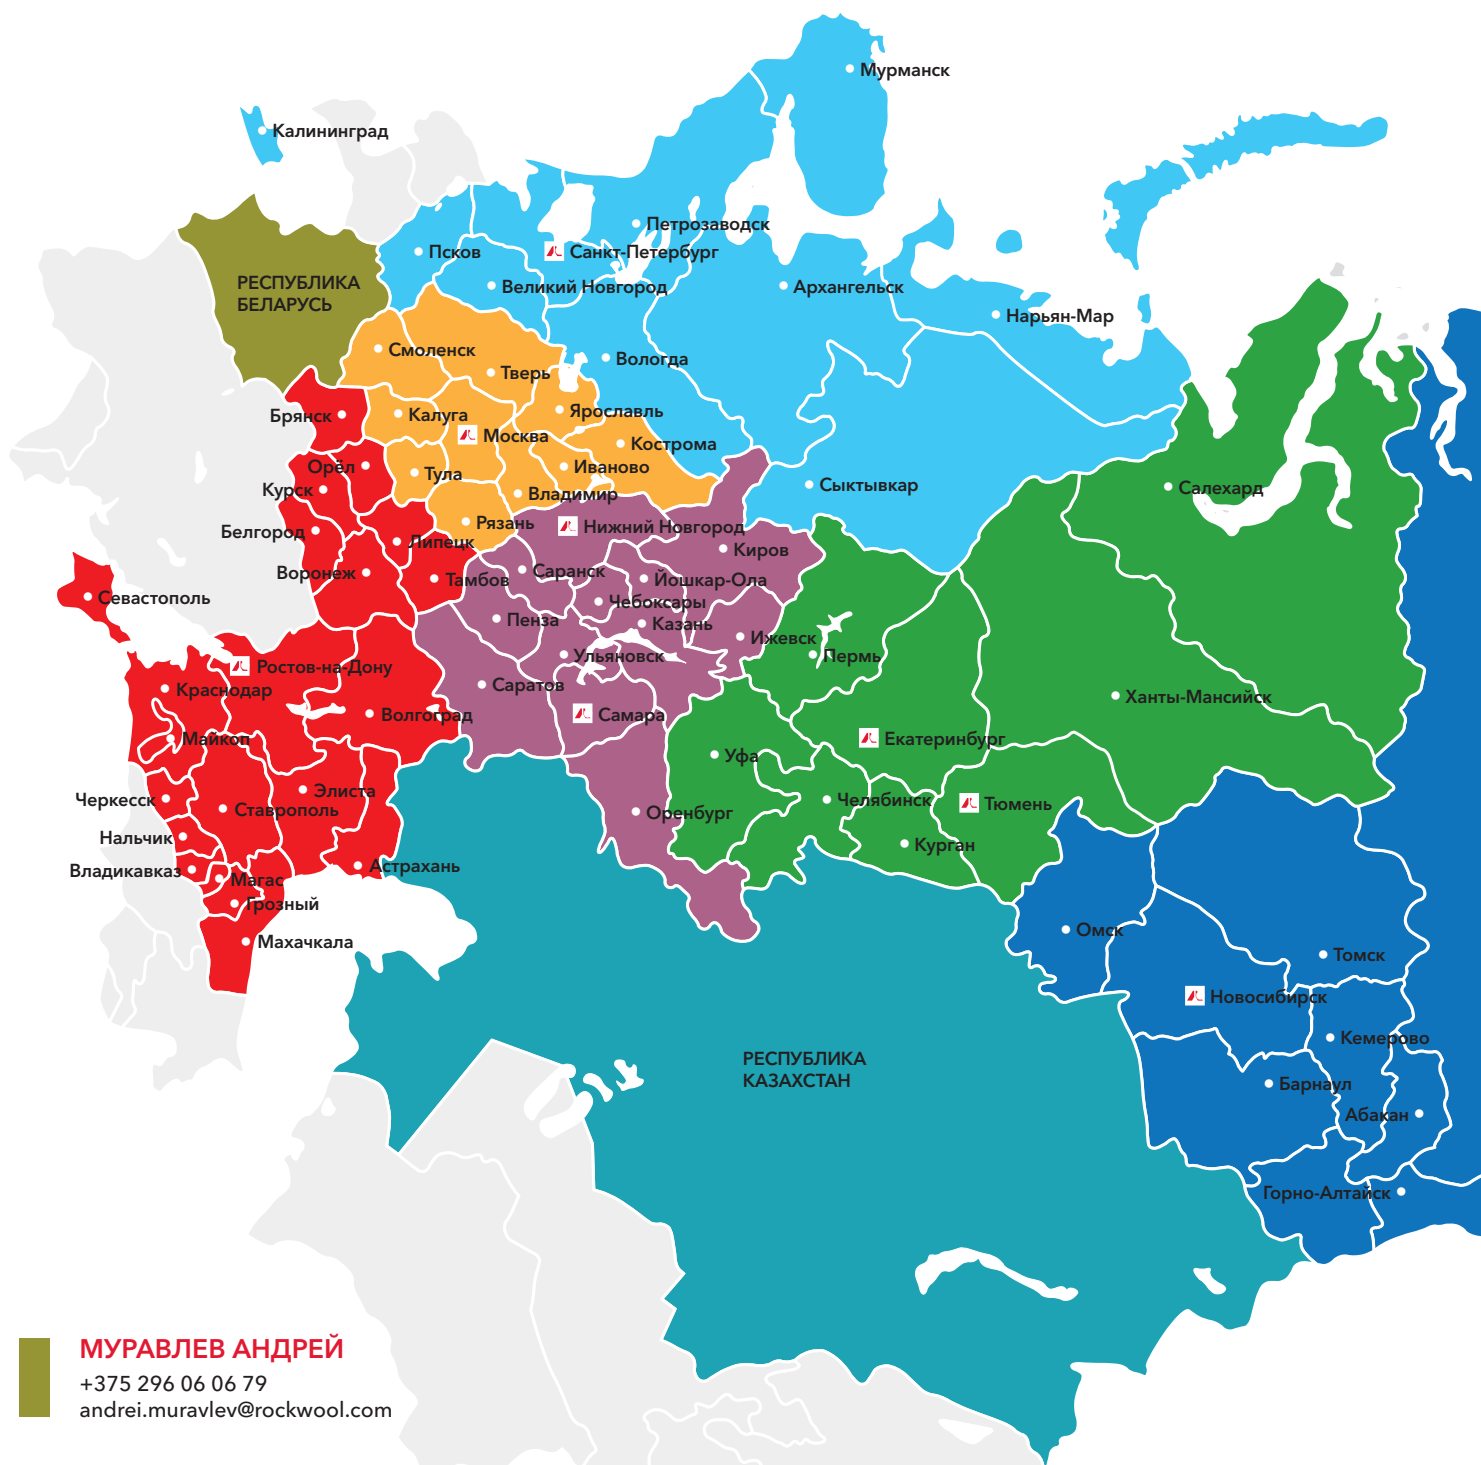 Мурманск
Калининград
Петрозаводск
Псков
Санкт-Петербург
РЕСПУБЛИКА
БЕЛАРУСЬ
Великий Новгород
Архангельск
Нарьян-Мар
Смоленск
Вологда
Тверь
Брянск
Калуга
Ярославль
Москва
Кострома
Орёл
Тула
Иваново
Курск
Владимир
Сыктывкар
Салехард
Рязань
Нижний Новгород
Белгород
Липецк
Киров
Воронеж
Тамбов
Саранск
Йошкар-Ола
Севастополь
Чебоксары
Пенза
Казань
Ижевск
Ульяновск
Пермь
Ростов-на-Дону
Краснодар
Саратов
Ханты-Мансийск
Волгоград
Самара
Майкоп
Екатеринбург
Уфа
Элиста
Черкесск
Ставрополь
Оренбург
Челябинск
Тюмень
Нальчик
Курган
Владикавказ
Магас
Астрахань
Грозный
Махачкала
Омск
Томск
Новосибирск
Кемерово
РЕСПУБЛИКА
КАЗАХСТАН
Барнаул
Абакан
Горно-Алтайск
МУРАВЛЕВ АНДРЕЙ
+375 296 06 06 79
andrei.muravlev@rockwool.com